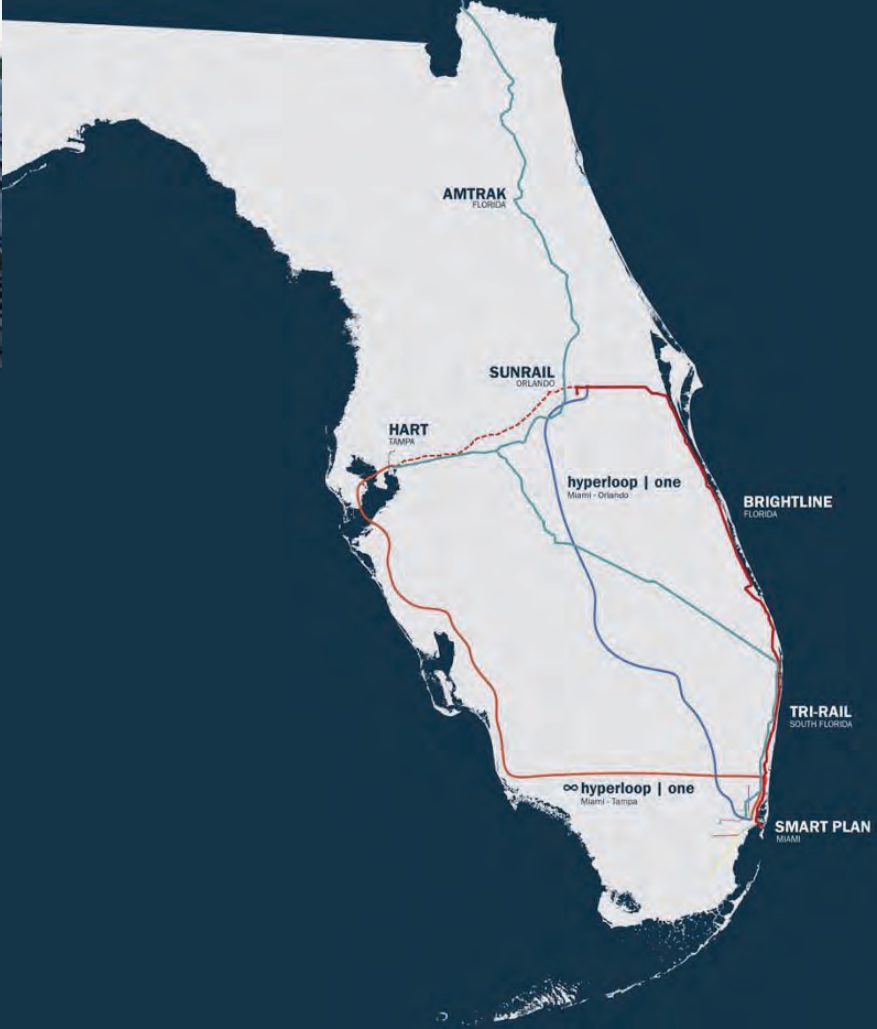 AMTRAK
FLORIDA
SUNRAIL
ORLANDO
HART
TAMPA
hyperloop | one
Miami - Orlando
BRIGHTLINE
FLORIDA
TRI-RAIL
SOUTH FLORIDA
∞ hyperloop | one
Miami - Tampa
SMART PLAN
MIAMI